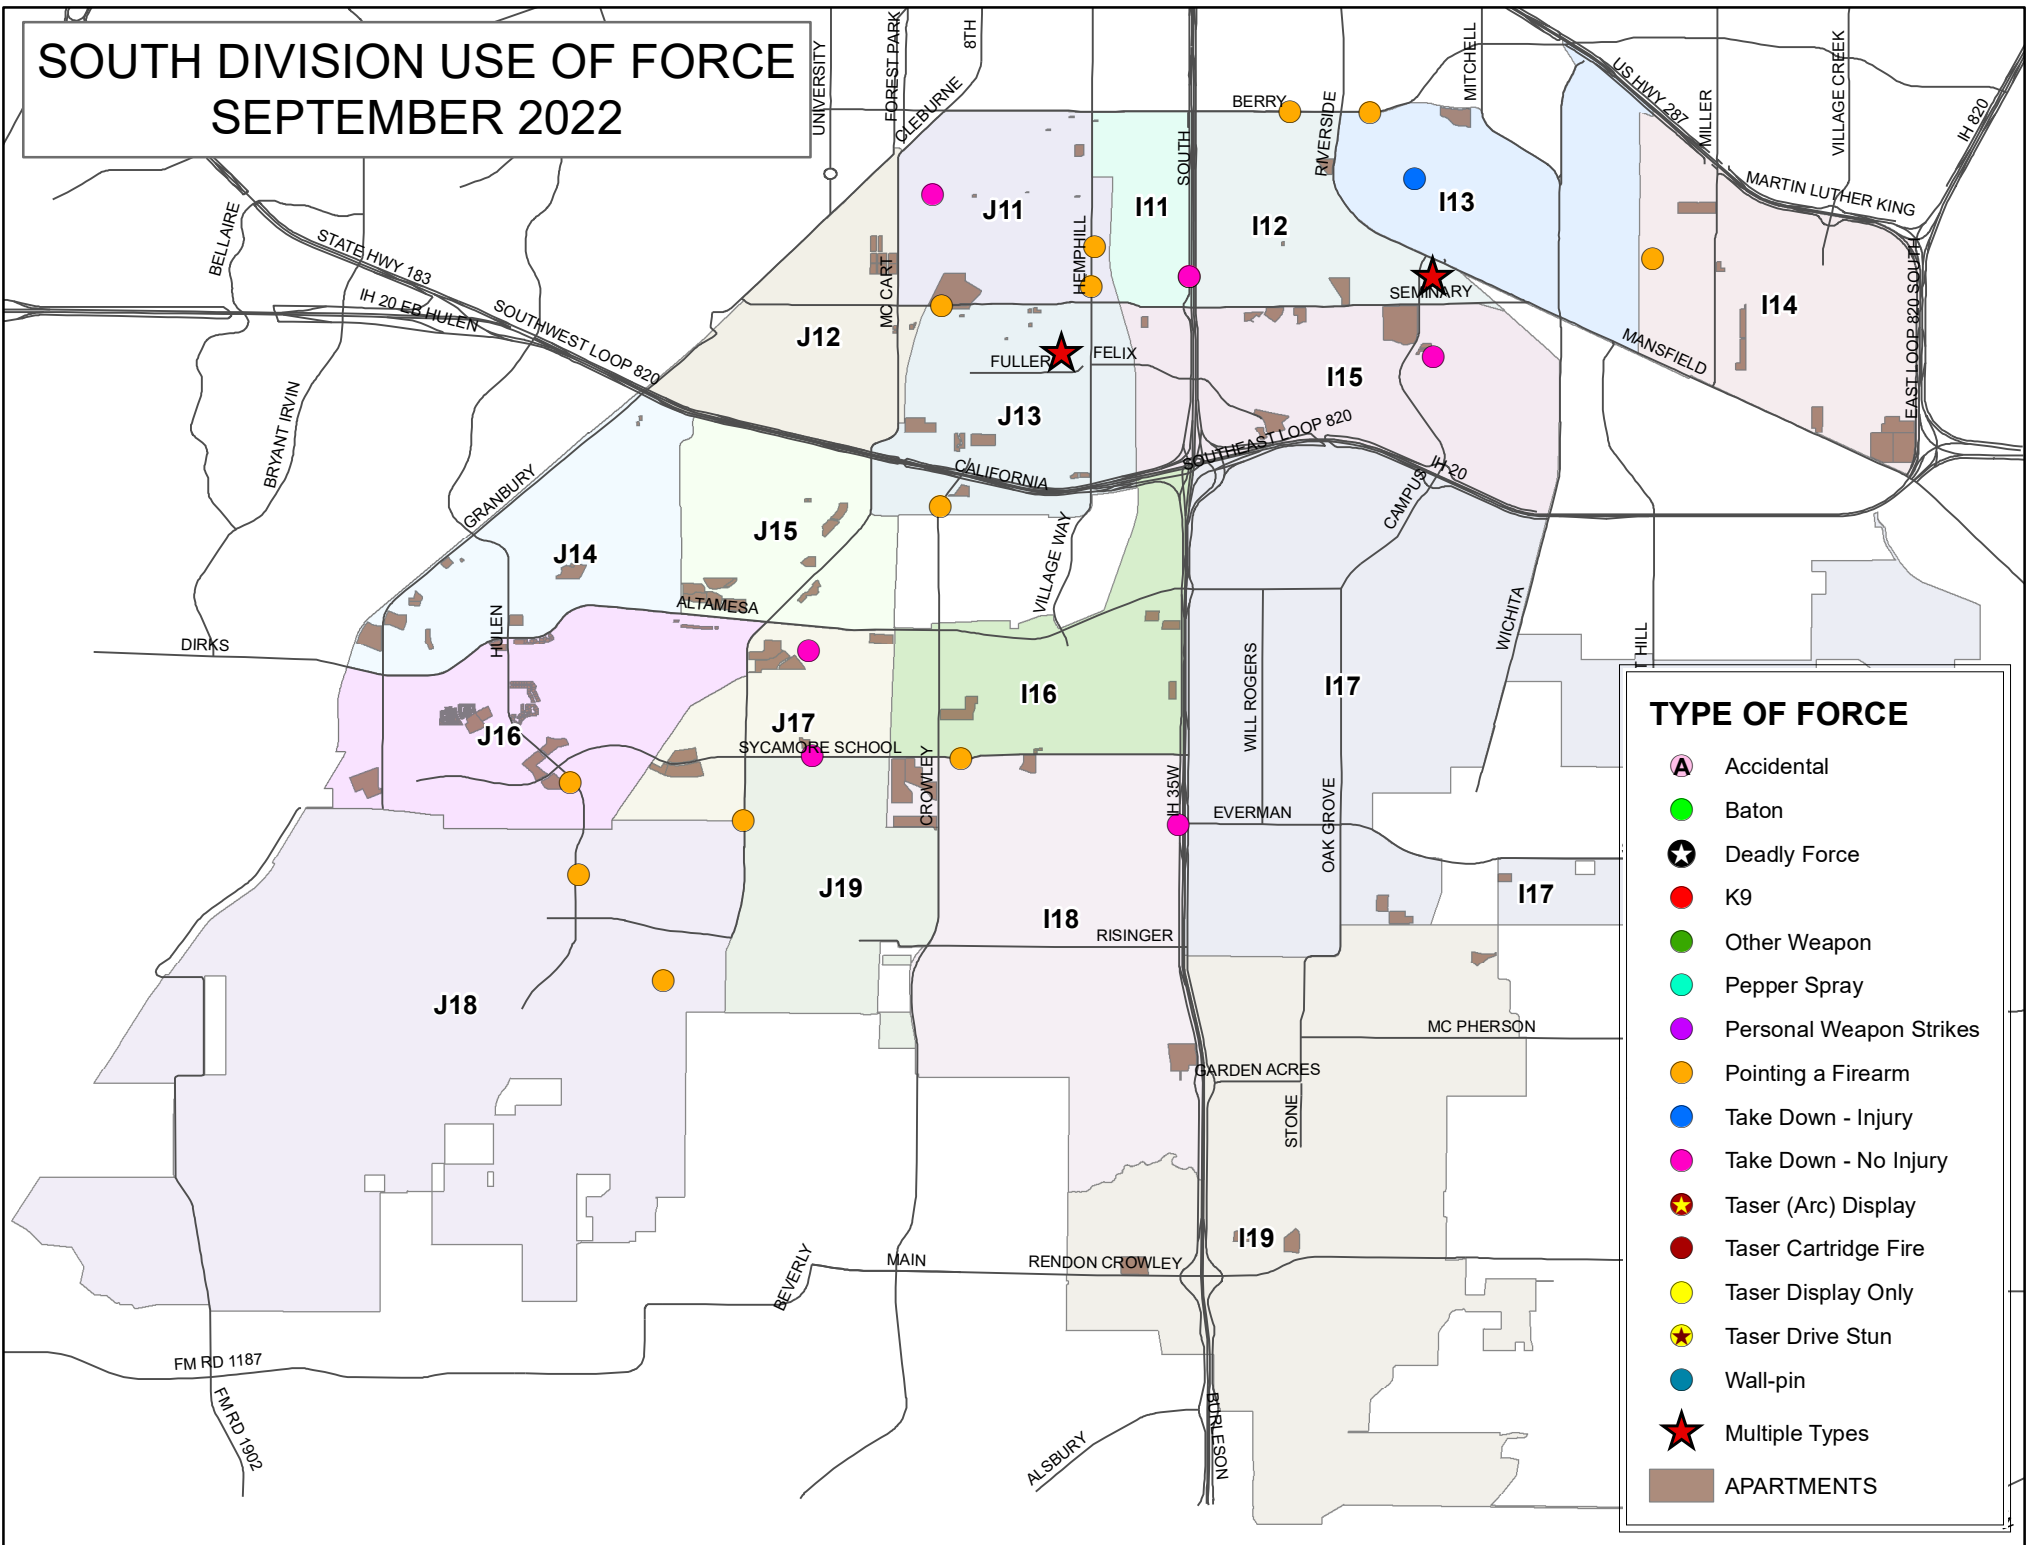 SOUTH DIVISION USE OF FORCE
SEPTEMBER 2022
UNIVERSITY
FOREST PARK
8TH
CLEBURNE
BERRY
RIVERSIDE
MITCHELL
US HWY 287
MILLER
VILLAGE CREEK
IH 820
MARTIN LUTHER KING
SOUTH
BELLAIRE
STATE HWY 183
IH 20 EB HULEN
SOUTHWEST LOOP 820
MC CART
HEMPHILL
J11
I11
I12
I13
I14
J12
SEMINARY
MANSFIELD
EAST LOOP 820 SOUTH
FULLER
FELIX
J13
I15
BRYANT IRVIN
GRANBURY
CALIFORNIA
SOUTHEAST LOOP 820
IH 20
CAMPUS
J14
J15
VILLAGE WAY
ALTAMESA
HULEN
DIRKS
WICHITA
T HILL
WILL ROGERS
I16
I17
J16
J17
SYCAMORE SCHOOL
CROWLEY
IH 35W
EVERMAN
OAK GROVE
J19
I18
I17
RISINGER
J18
MC PHERSON
GARDEN ACRES
STONE
I19
BEVERLY
MAIN
RENDON CROWLEY
FM RD 1187
FM RD 1902
ALSBURY
BURLESON
TYPE OF FORCE
A
Accidental
Baton
Deadly Force
K9
Other Weapon
Pepper Spray
Personal Weapon Strikes
Pointing a Firearm
Take Down - Injury
Take Down - No Injury
Taser (Arc) Display
Taser Cartridge Fire
Taser Display Only
Taser Drive Stun
Wall-pin
Multiple Types
APARTMENTS